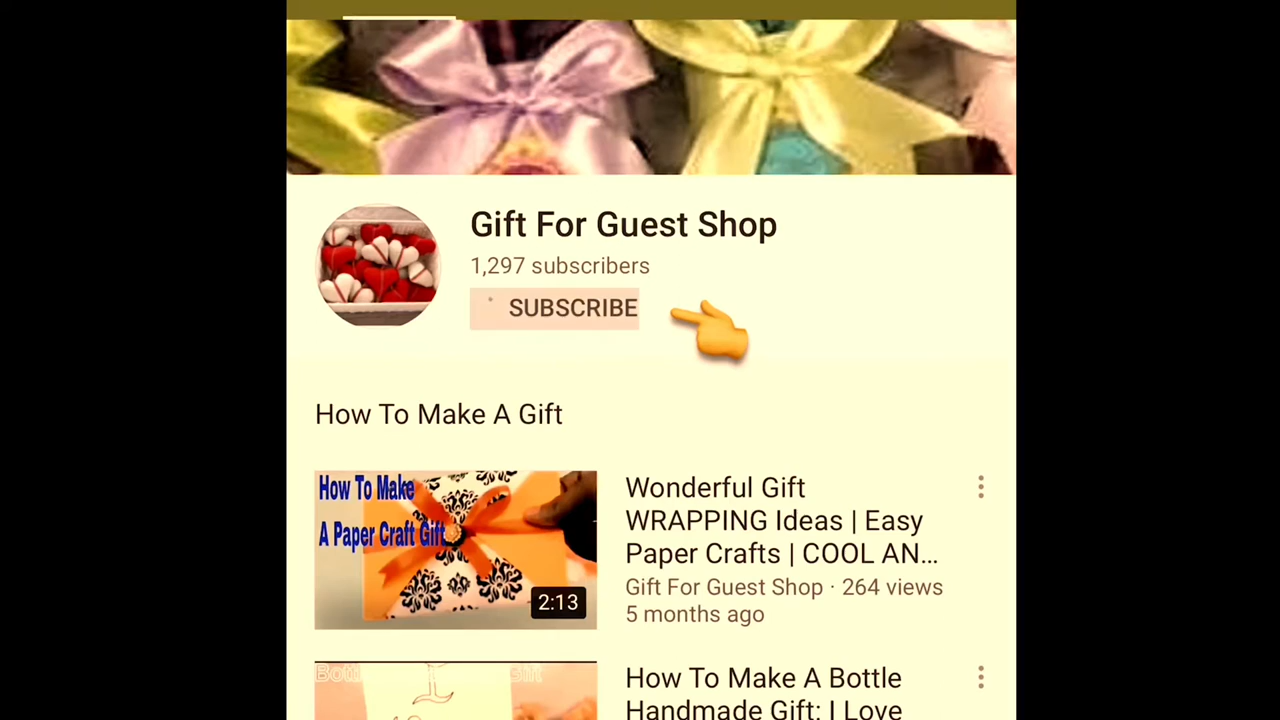 Gift For Guest Shop
1,297 subscribers
SUBSCRIBE
How To Make A Gift
How To Make
A Paper Craft Gift
2:13
Wonderful Gift
WRAPPING Ideas | Easy
Paper Crafts | COOL AN...
Gift For Guest Shop · 264 views
5 months ago
Gift
How To Make A Bottle
Handmade Gift: I Love